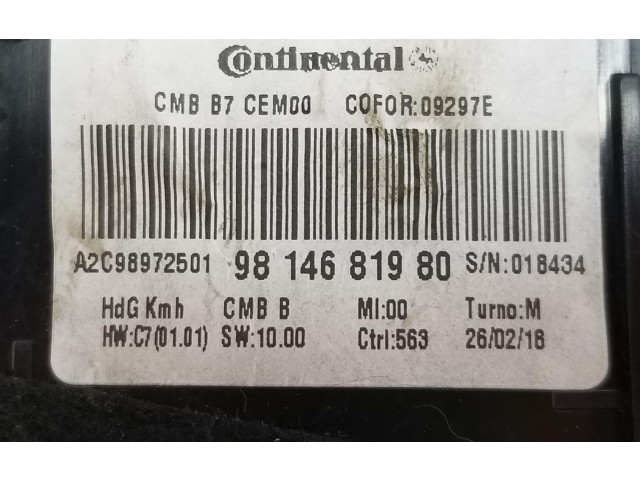 Continental
CMB B7 CEM00 COFOR:09297E
A2C98972501 98 146 819 80 S/N:018434
HdG Kmh CMB B MI:00 Turno:M
HW:C7(01.01) SW:10.00 Ctrl:563 26/02/18